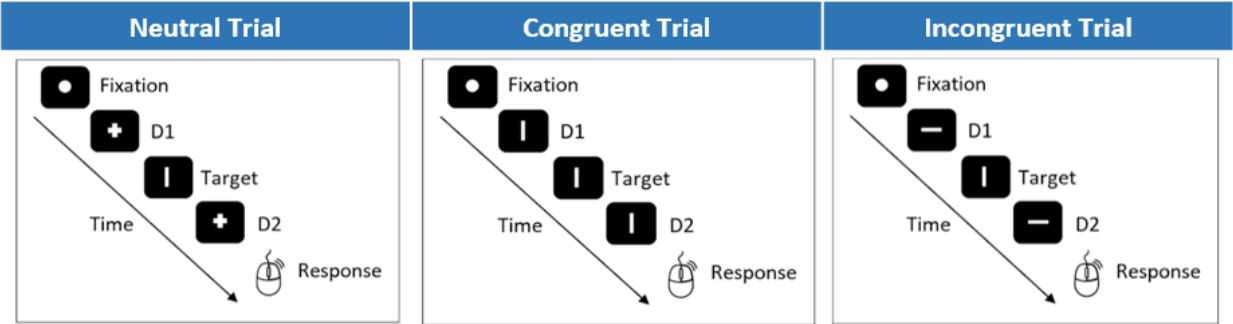 Neutral Trial
Fixation
D1
Target
Time
D2
Response
Congruent Trial
Fixation
D1
Target
Time
D2
Response
Incongruent Trial
Fixation
D1
Target
Time
D2
Response